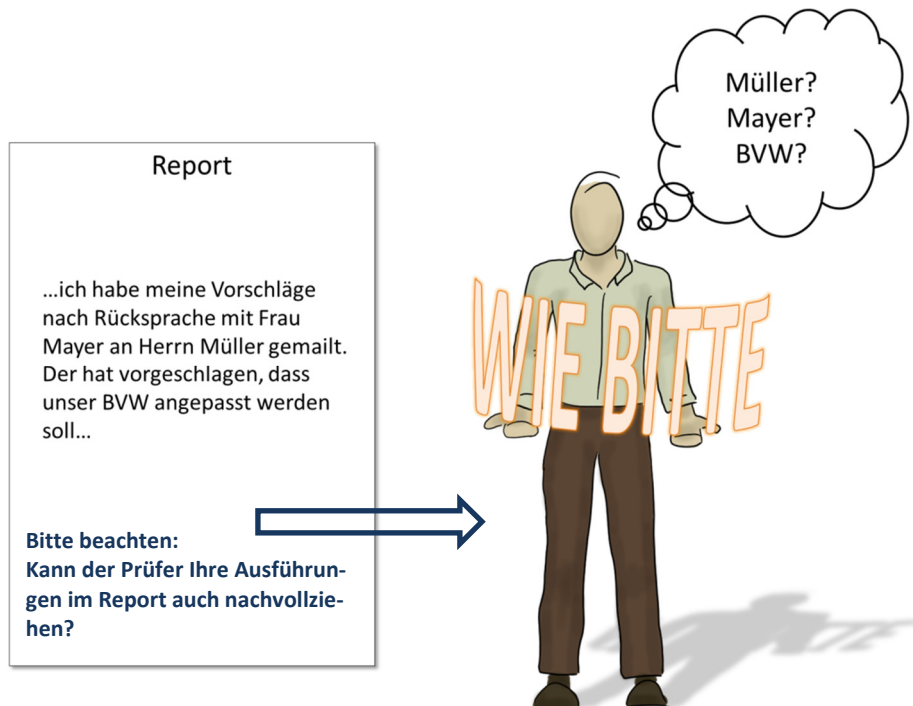 Report
...ich habe meine Vorschläge
nach Rücksprache mit Frau
Mayer an Herrn Müller gemailt.
Der hat vorgeschlagen, dass
unser BVW angepasst werden
soll...
Bitte beachten:
Kann der Prüfer Ihre Ausführun-
gen im Report auch nachvollzie-
hen?
Müller?
Mayer?
BVW?
WIE BITTE